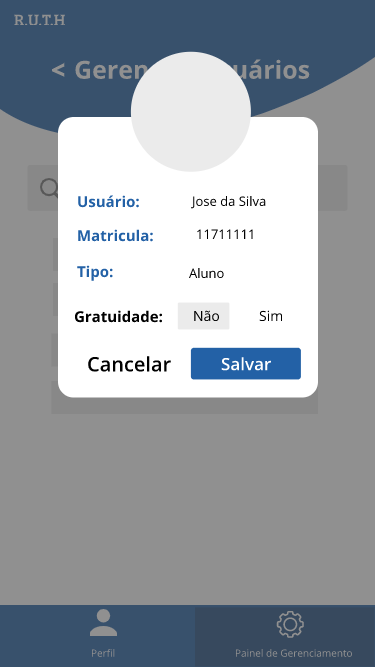 R.U.T.H
< Geren uários
Usuário: Jose da Silva
Matricula: 11711111
Tipo: Aluno
Gratuidade: Não Sim
Cancelar Salvar
Perfil Painel de Gerenciamento